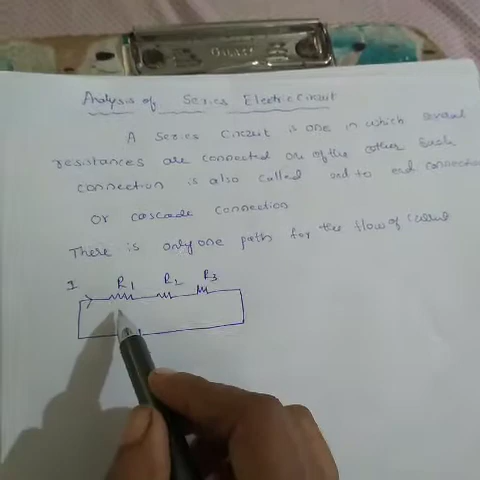 Analysis of Series Electric Circuit
A Series Circuit is one in which several
resistances are connected on of the other Such
connection is also called end to end connection
or cascade connection
There is only one path for the flow of Current
I R1 R2 R3